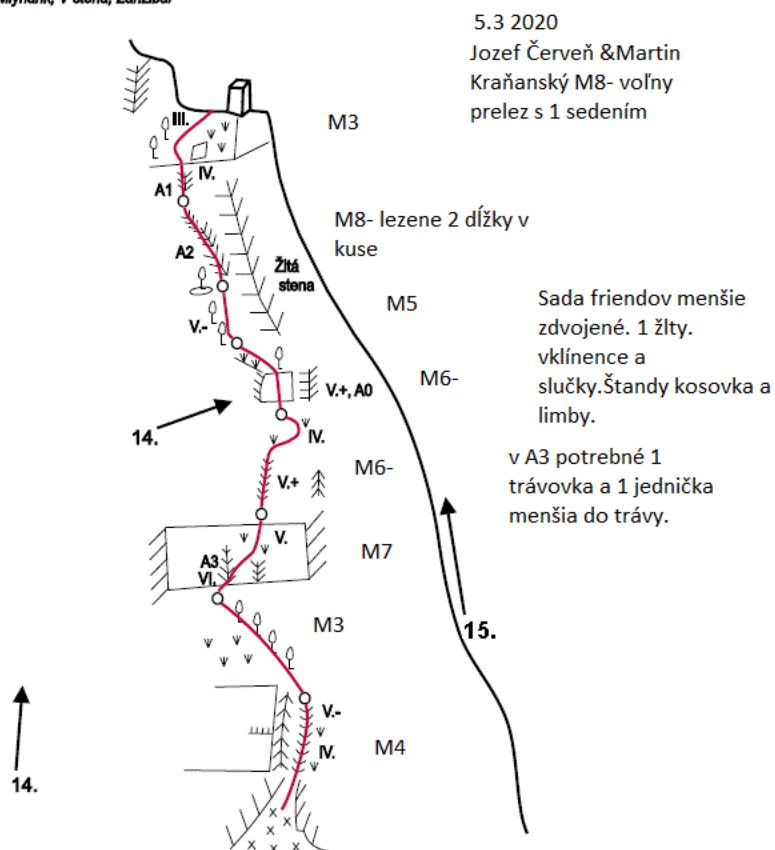 V stena, Zanzibar
5.3 2020
Jozef Červeň &Martin
Kraňanský M8- voľny
prelez s 1 sedením
III.
M3
IV.
A1
M8- lezene 2 dĺžky v
kuse
A2
Žltá
stena
M5
Sada friendov menšie
zdvojené. 1 žlty.
vklínence a
slučky.Štandy kosovka a
limby.
V.-
M6-
V.+, A0
14.
IV.
v A3 potrebné 1
trávovka a 1 jednička
menšia do trávy.
M6-
V.+
V.
M7
A3
VI.
M3
15.
V.-
IV.
M4
14.